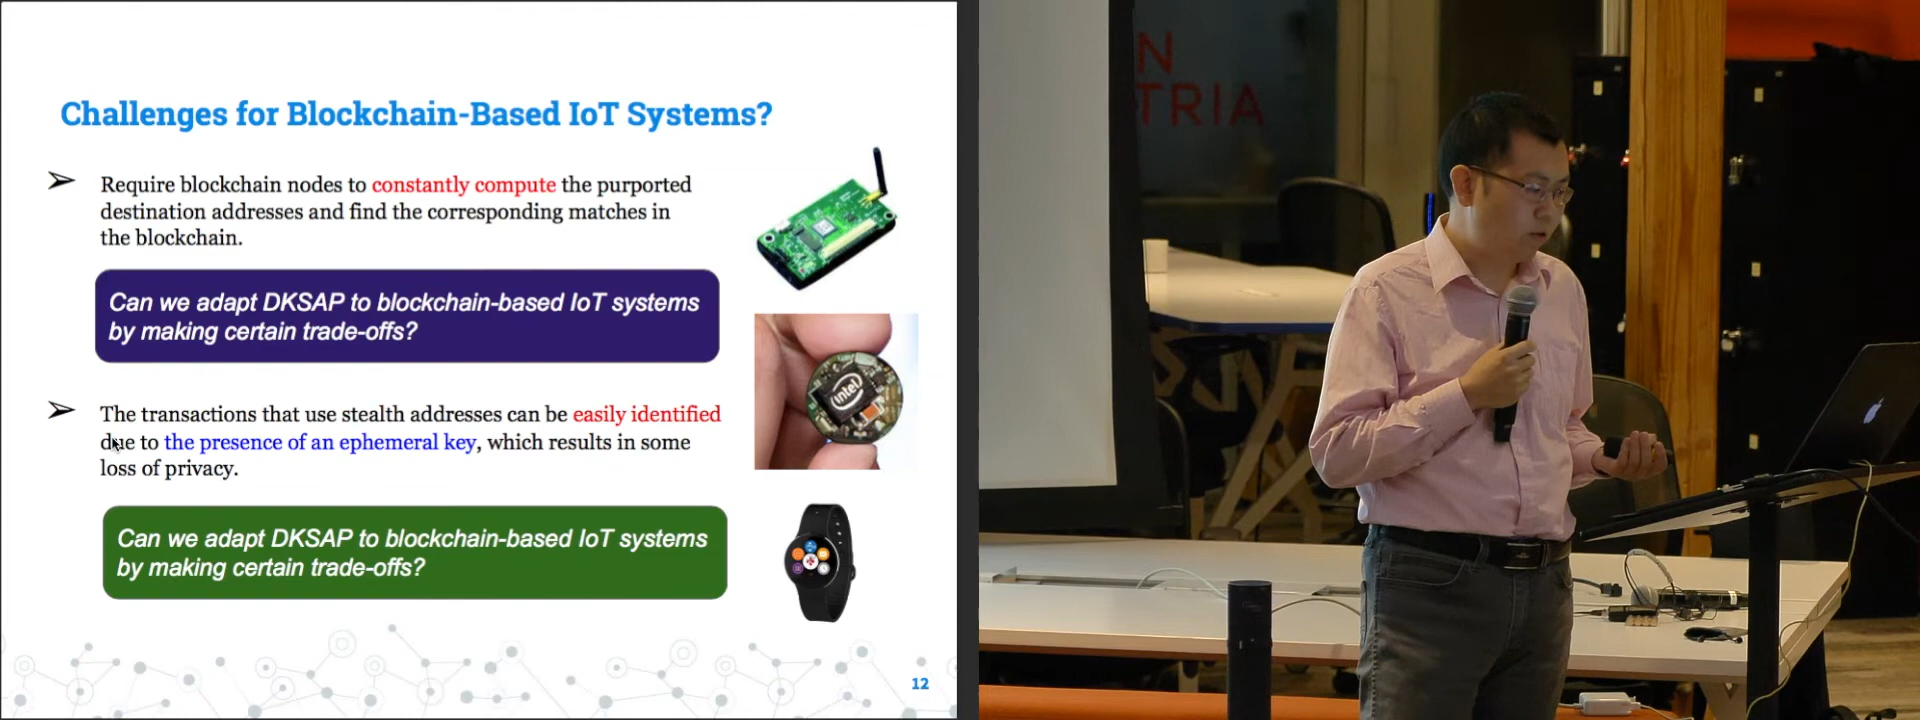 Challenges for Blockchain-Based IoT Systems?
➢ Require blockchain nodes to constantly compute the purported
destination addresses and find the corresponding matches in
the blockchain.
Can we adapt DKSAP to blockchain-based IoT systems
by making certain trade-offs?
➢ The transactions that use stealth addresses can be easily identified
due to the presence of an ephemeral key, which results in some
loss of privacy.
Can we adapt DKSAP to blockchain-based IoT systems
by making certain trade-offs?
intel
12
N
TRIA